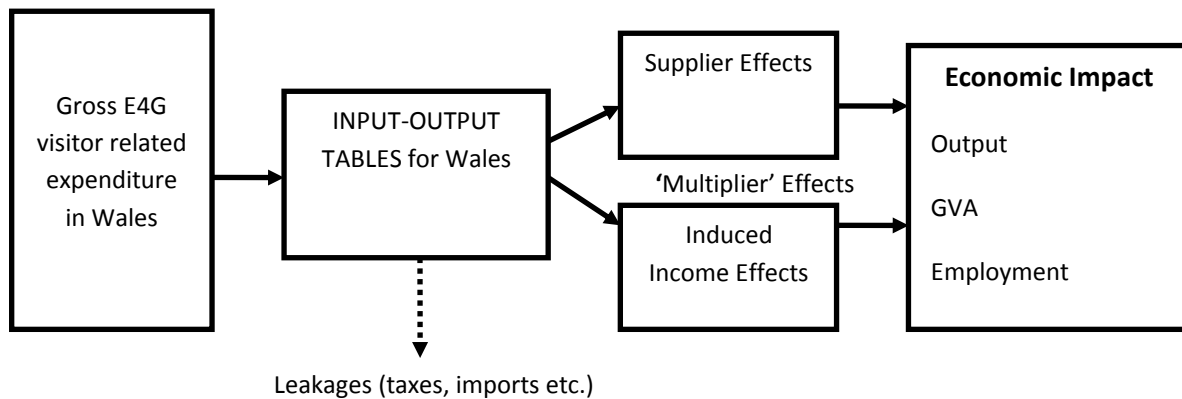 Gross E4G
visitor related
expenditure
in Wales
INPUT-OUTPUT
TABLES for Wales
Leakages (taxes, imports etc.)
Supplier Effects
‘Multiplier’ Effects
Induced
Income Effects
Economic Impact
Output
GVA
Employment